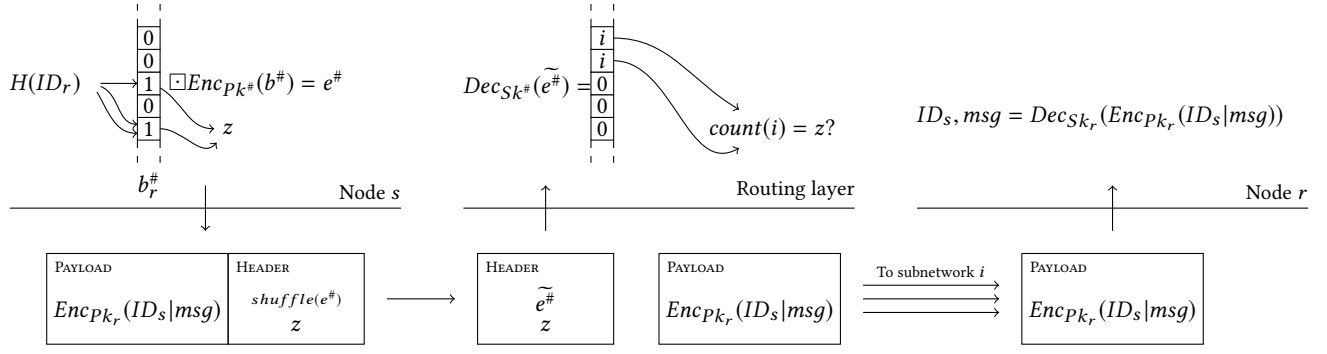 0
0
H(ID_r) 1 ⊡Enc_{Pk^#}(b^#) = e^#
0
1 z
b_r^#
Node s
PAYLOAD
Enc_{Pk_r}(ID_s|msg)
HEADER
shuffle(e^#)
z
i
i
Dec_{Sk^#}(\widetilde{e^#}) = 0
0
0
count(i) = z?
Routing layer
HEADER
\widetilde{e^#}
z
PAYLOAD
Enc_{Pk_r}(ID_s|msg)
To subnetwork i
ID_s, msg = Dec_{Sk_r}(Enc_{Pk_r}(ID_s|msg))
Node r
PAYLOAD
Enc_{Pk_r}(ID_s|msg)